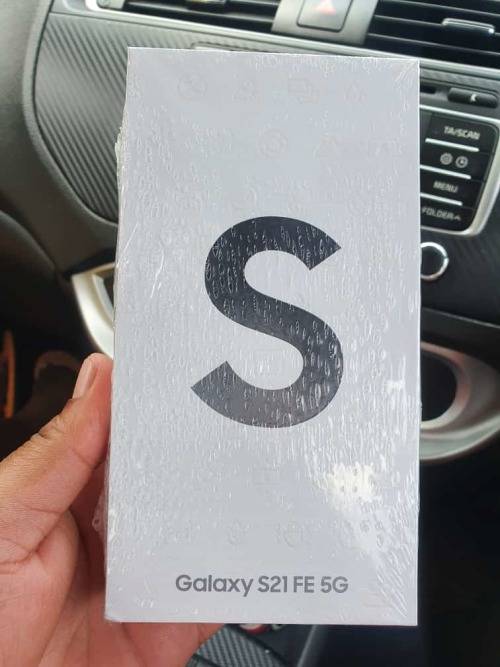 TA/SCAN
MENU
FOLDER
S
Galaxy S21 FE 5G